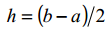 h = (b − a)/2